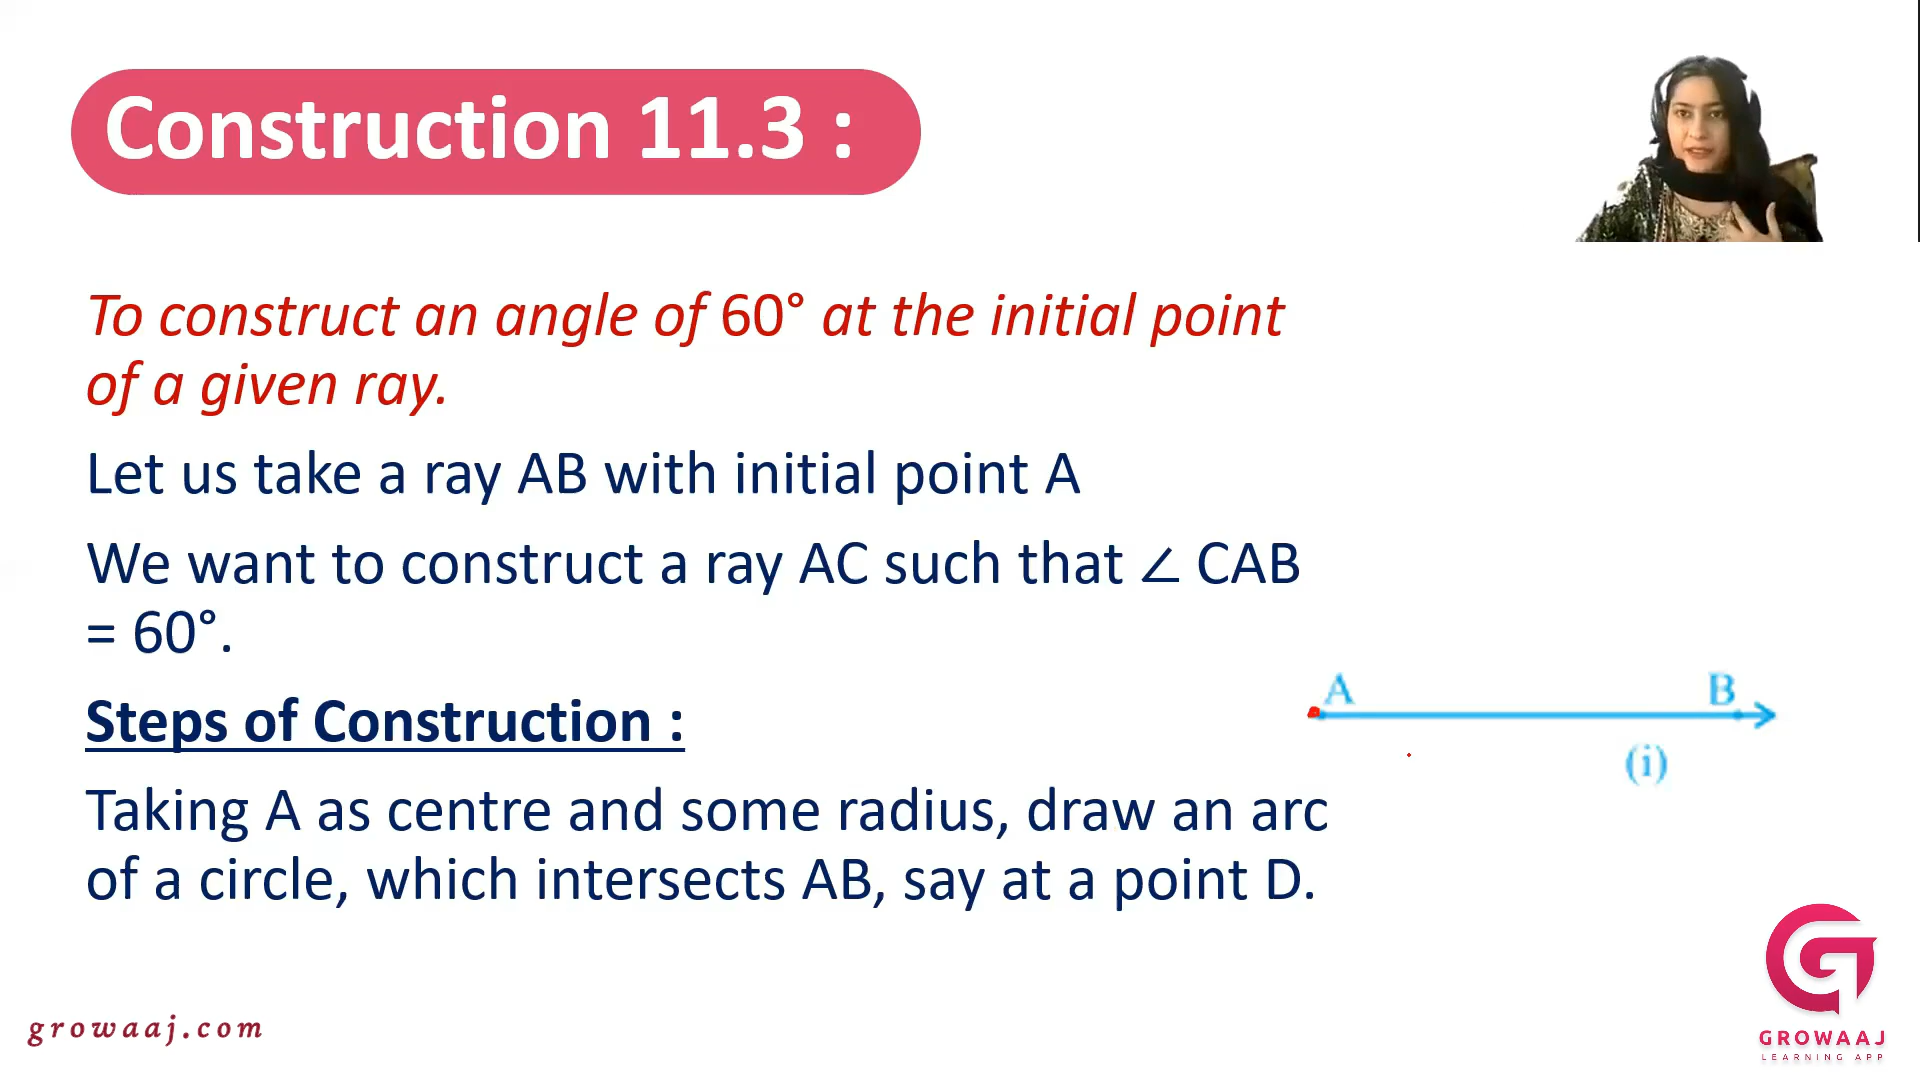 Construction 11.3 :
To construct an angle of 60° at the initial point
of a given ray.
Let us take a ray AB with initial point A
We want to construct a ray AC such that ∠ CAB
= 60°.
Steps of Construction :
A B
(i)
Taking A as centre and some radius, draw an arc
of a circle, which intersects AB, say at a point D.
growaaj.com
GROWAAJ
LEARNING APP